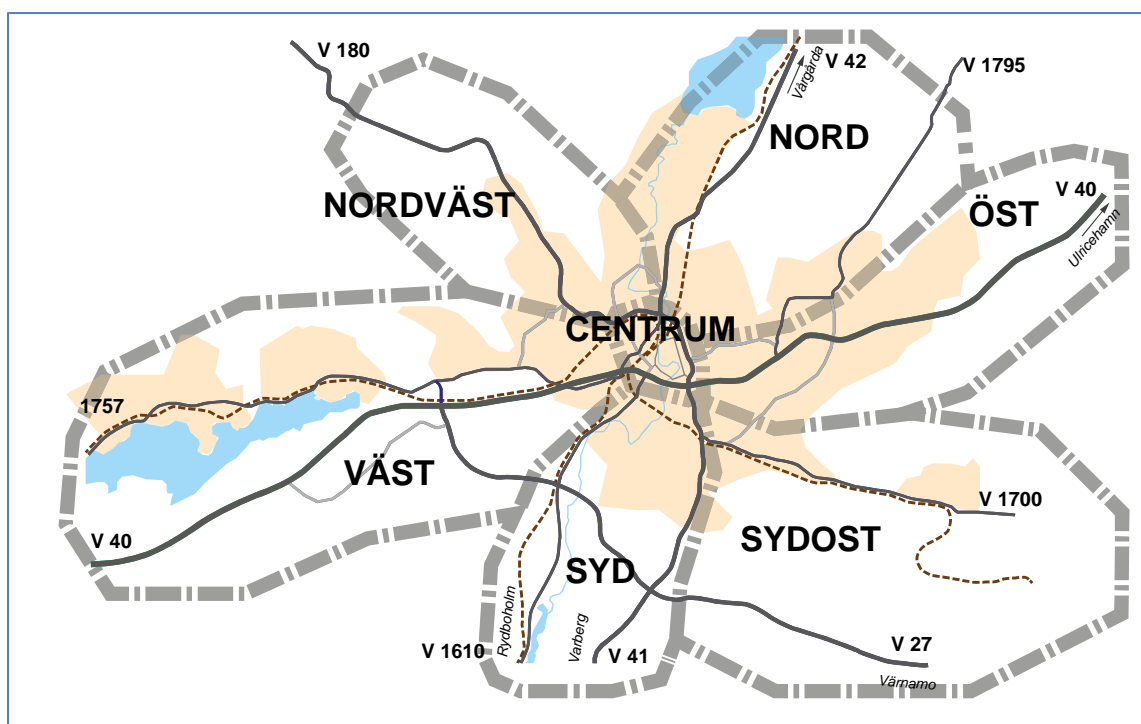 V 180
V 42
Vårgårda
V 1795
NORD
V 40
NORDVÄST
ÖST
Ulricehamn
CENTRUM
1757
VÄST
V 1700
V 40
SYDOST
SYD
Rydboholm
Varberg
V 1610
V 41
V 27
Värnamo